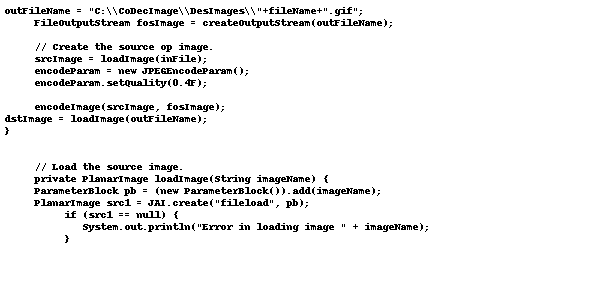 outFileName = "C:\\CoDecImage\\DesImages\\"+fileName+".gif";
FileOutputStream fosImage = createOutputStream(outFileName);
// Create the source op image.
srcImage = loadImage(inFile);
encodeParam = new JPEGEncodeParam();
encodeParam.setQuality(0.4F);
encodeImage(srcImage, fosImage);
dstImage = loadImage(outFileName);
}
// Load the source image.
private PlanarImage loadImage(String imageName) {
ParameterBlock pb = (new ParameterBlock()).add(imageName);
PlanarImage src1 = JAI.create("fileload", pb);
if (src1 == null) {
System.out.println("Error in loading image " + imageName);
}